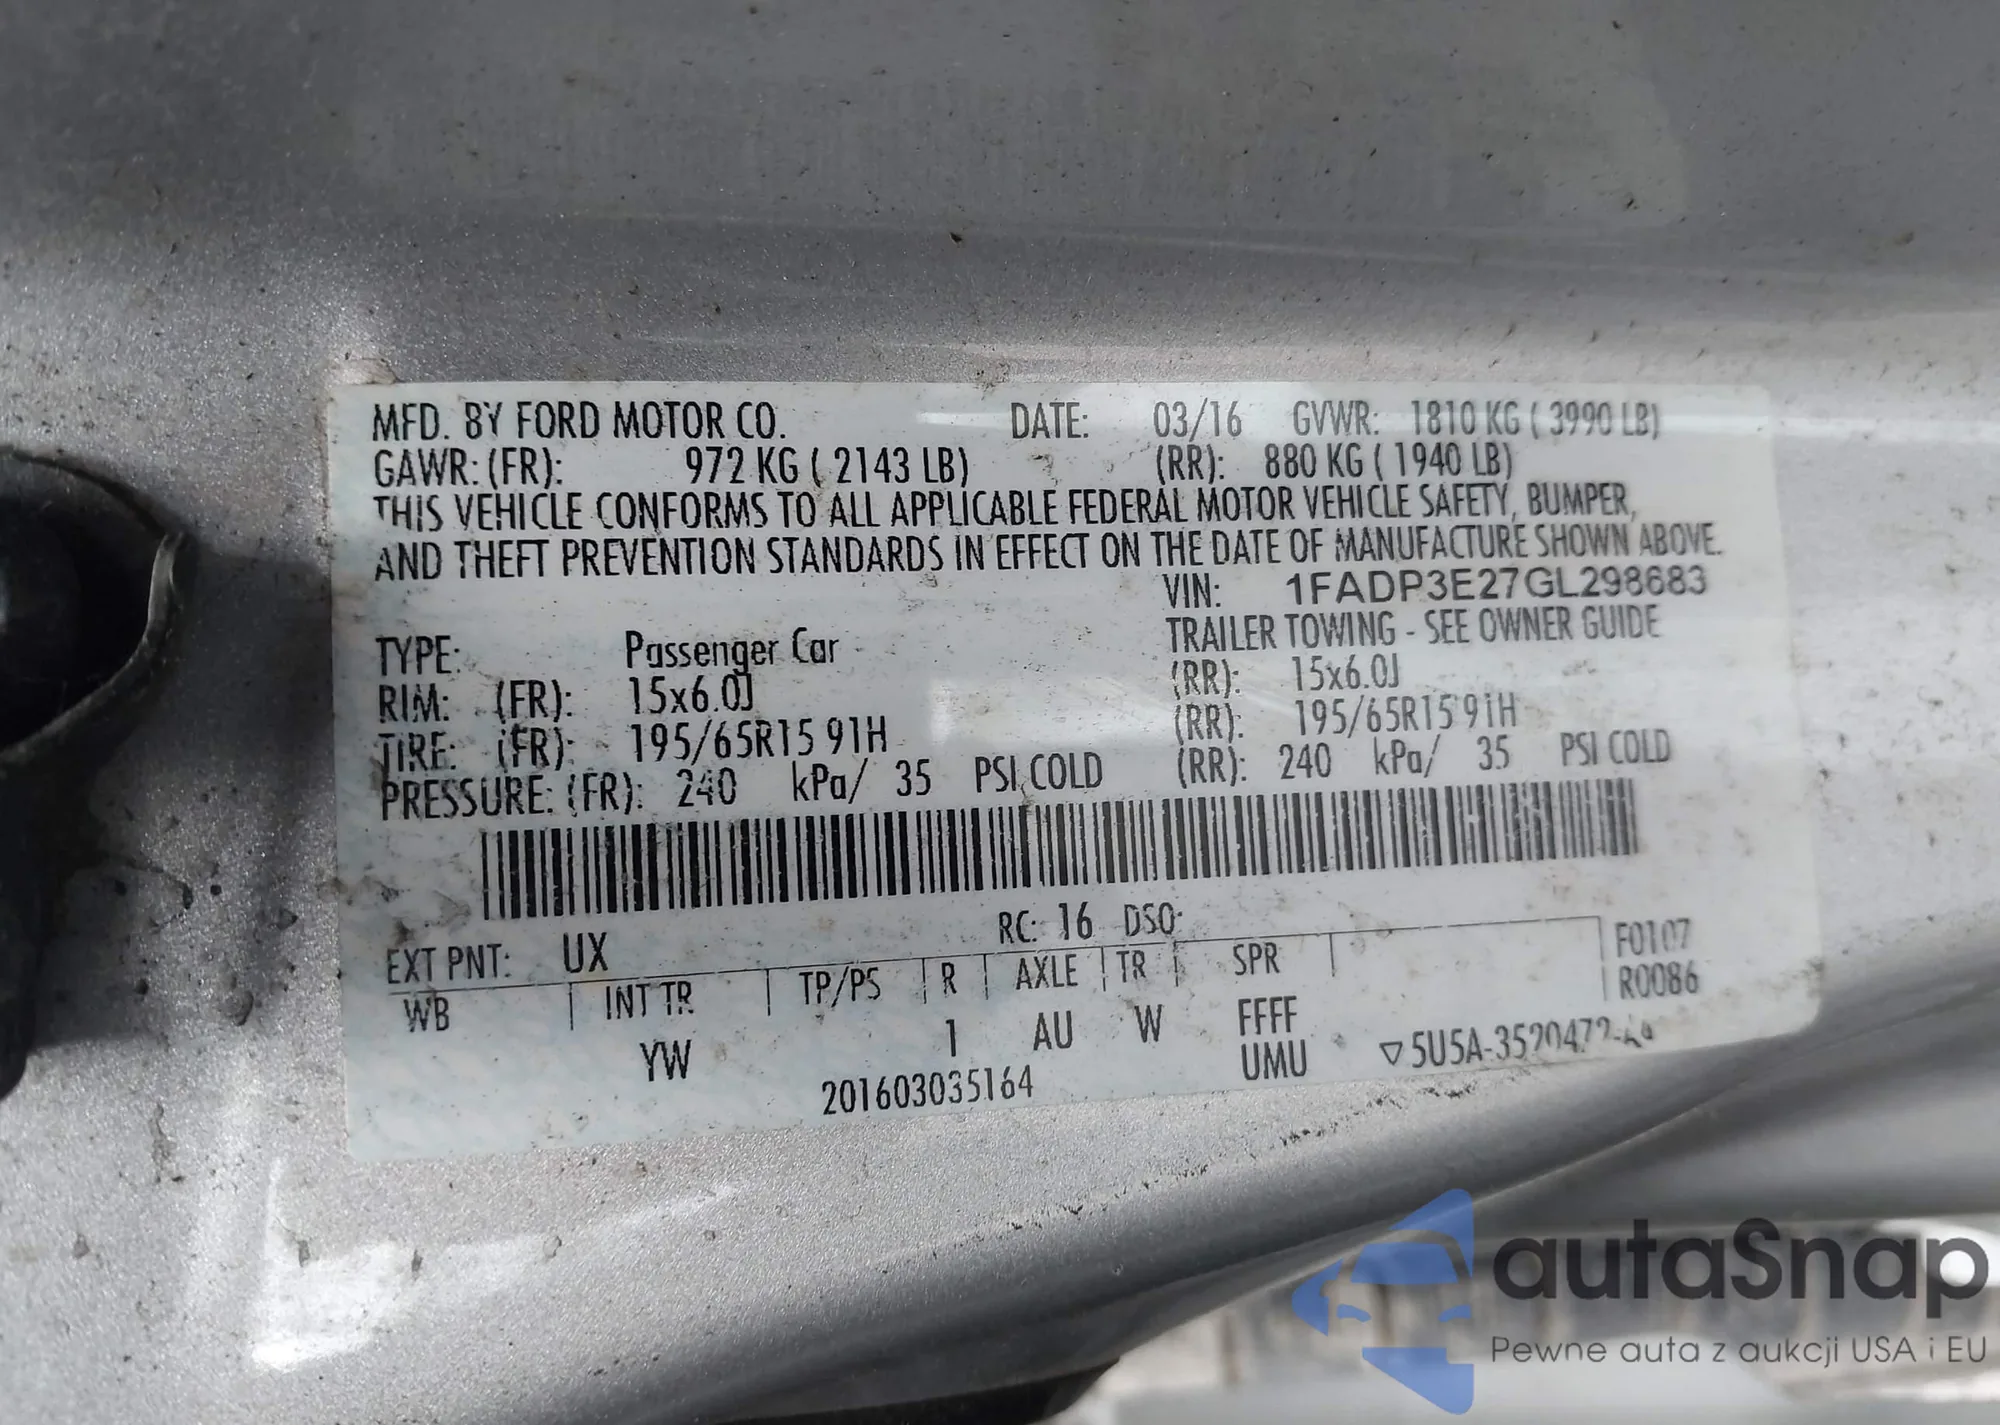 MFD. BY FORD MOTOR CO. DATE: 03/16 GVWR: 1810 KG ( 3990 LB)
GAWR: (FR): 972 KG ( 2143 LB) (RR): 880 KG ( 1940 LB)
THIS VEHICLE CONFORMS TO ALL APPLICABLE FEDERAL MOTOR VEHICLE SAFETY, BUMPER,
AND THEFT PREVENTION STANDARDS IN EFFECT ON THE DATE OF MANUFACTURE SHOWN ABOVE.
VIN: 1FADP3E27GL298683
TYPE: Passenger Car TRAILER TOWING - SEE OWNER GUIDE
RIM: (FR): 15x6.0J (RR): 15x6.0J
TIRE: (FR): 195/65R15 91H (RR): 195/65R15 91H
PRESSURE: (FR): 240 kPa/ 35 PSI COLD (RR): 240 kPa/ 35 PSI COLD
EXT PNT: UX RC: 16 DSO:
WB INT TR TP/PS R AXLE TR SPR F0107
R0086
YW 1 AU W FFFF
UMU
201603035164
autaSnap
Pewne auta z aukcji USA i EU